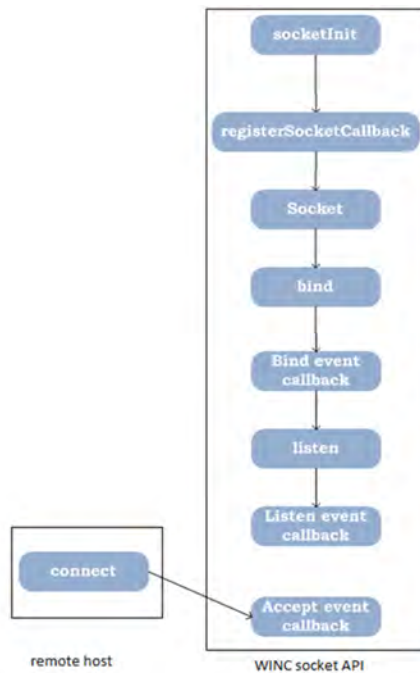 socketInit
registerSocketCallback
Socket
bind
Bind event
callback
listen
Listen event
callback
connect
Accept event
callback
remote host
WINC socket API